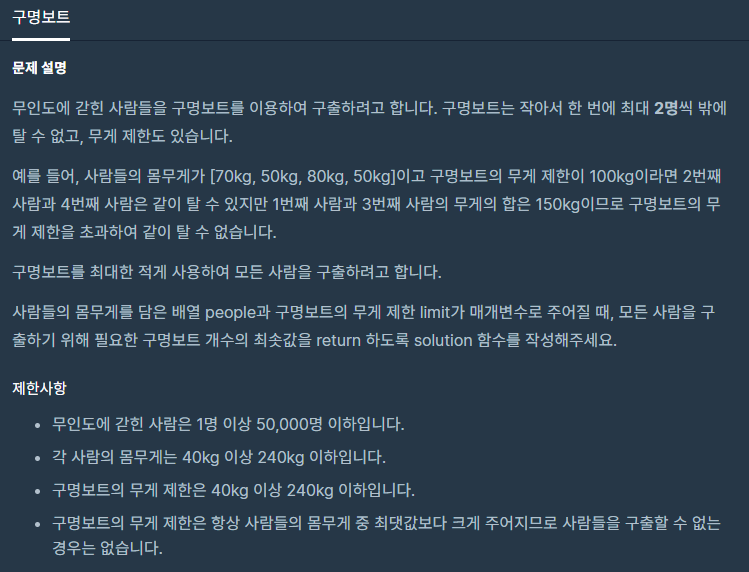 구명보트
문제 설명
무인도에 갇힌 사람들을 구명보트를 이용하여 구출하려고 합니다. 구명보트는 작아서 한 번에 최대 2명씩 밖에
탈 수 없고, 무게 제한도 있습니다.
예를 들어, 사람들의 몸무게가 [70kg, 50kg, 80kg, 50kg]이고 구명보트의 무게 제한이 100kg이라면 2번째
사람과 4번째 사람은 같이 탈 수 있지만 1번째 사람과 3번째 사람의 무게의 합은 150kg이므로 구명보트의 무
게 제한을 초과하여 같이 탈 수 없습니다.
구명보트를 최대한 적게 사용하여 모든 사람을 구출하려고 합니다.
사람들의 몸무게를 담은 배열 people과 구명보트의 무게 제한 limit가 매개변수로 주어질 때, 모든 사람을 구
출하기 위해 필요한 구명보트 개수의 최솟값을 return 하도록 solution 함수를 작성해주세요.
제한사항
• 무인도에 갇힌 사람은 1명 이상 50,000명 이하입니다.
• 각 사람의 몸무게는 40kg 이상 240kg 이하입니다.
• 구명보트의 무게 제한은 40kg 이상 240kg 이하입니다.
• 구명보트의 무게 제한은 항상 사람들의 몸무게 중 최댓값보다 크게 주어지므로 사람들을 구출할 수 없는
경우는 없습니다.